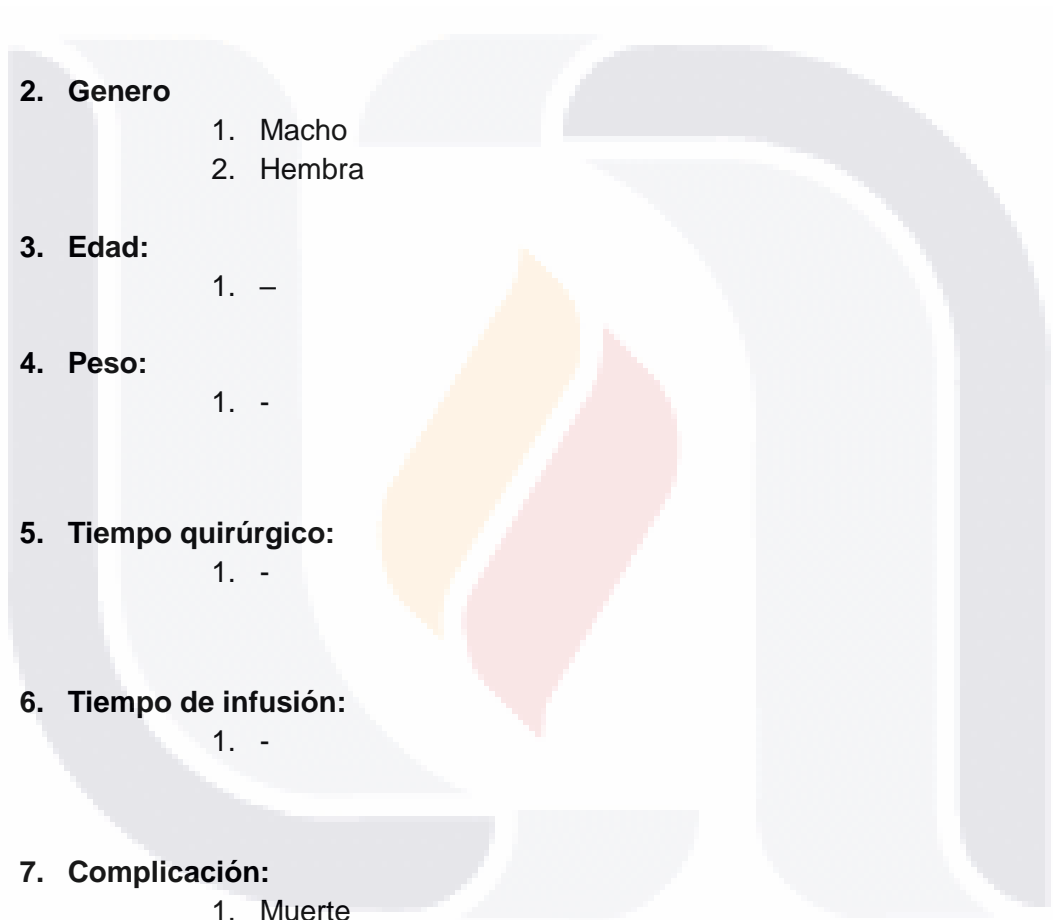 2. Genero
1. Macho
2. Hembra
3. Edad:
1. –
4. Peso:
1. -
5. Tiempo quirúrgico:
1. -
6. Tiempo de infusión:
1. -
7. Complicación:
1. Muerte